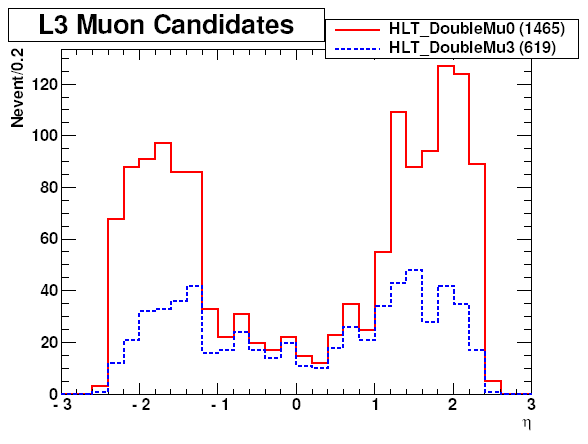 L3 Muon Candidates
HLT_DoubleMu0 (1465)
HLT_DoubleMu3 (619)
Nevent/0.2
120
100
80
60
40
20
0
-3 -2 -1 0 1 2 3
η